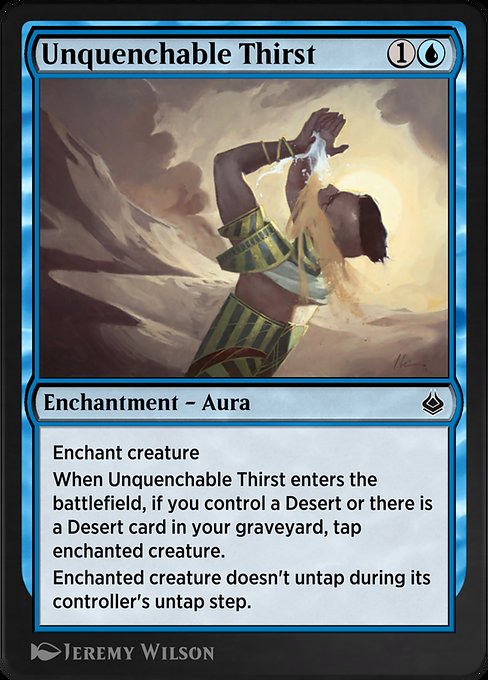 Unquenchable Thirst 1
Enchantment – Aura
Enchant creature
When Unquenchable Thirst enters the
battlefield, if you control a Desert or there is
a Desert card in your graveyard, tap
enchanted creature.
Enchanted creature doesn't untap during its
controller's untap step.
Jeremy Wilson